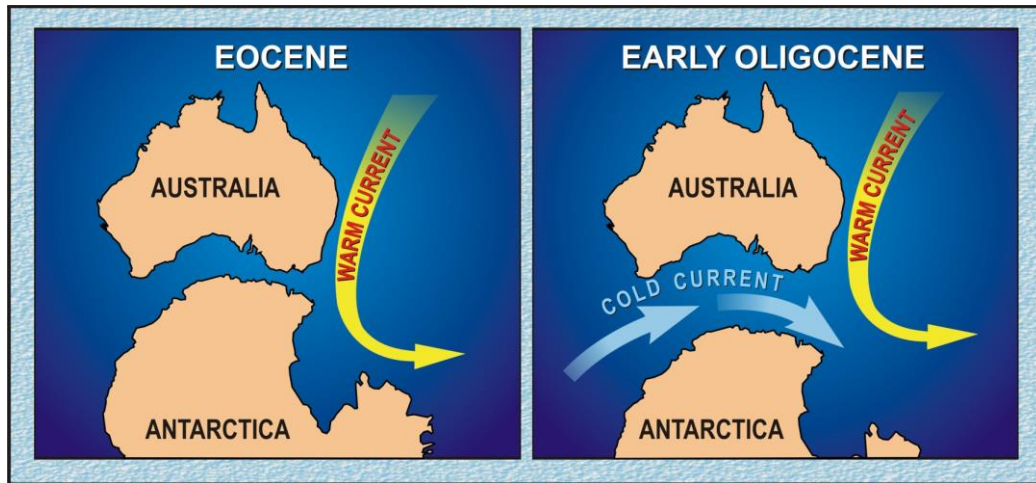 EOCENE
AUSTRALIA
WARM CURRENT
ANTARCTICA
EARLY OLIGOCENE
AUSTRALIA
WARM CURRENT
COLD CURRENT
ANTARCTICA